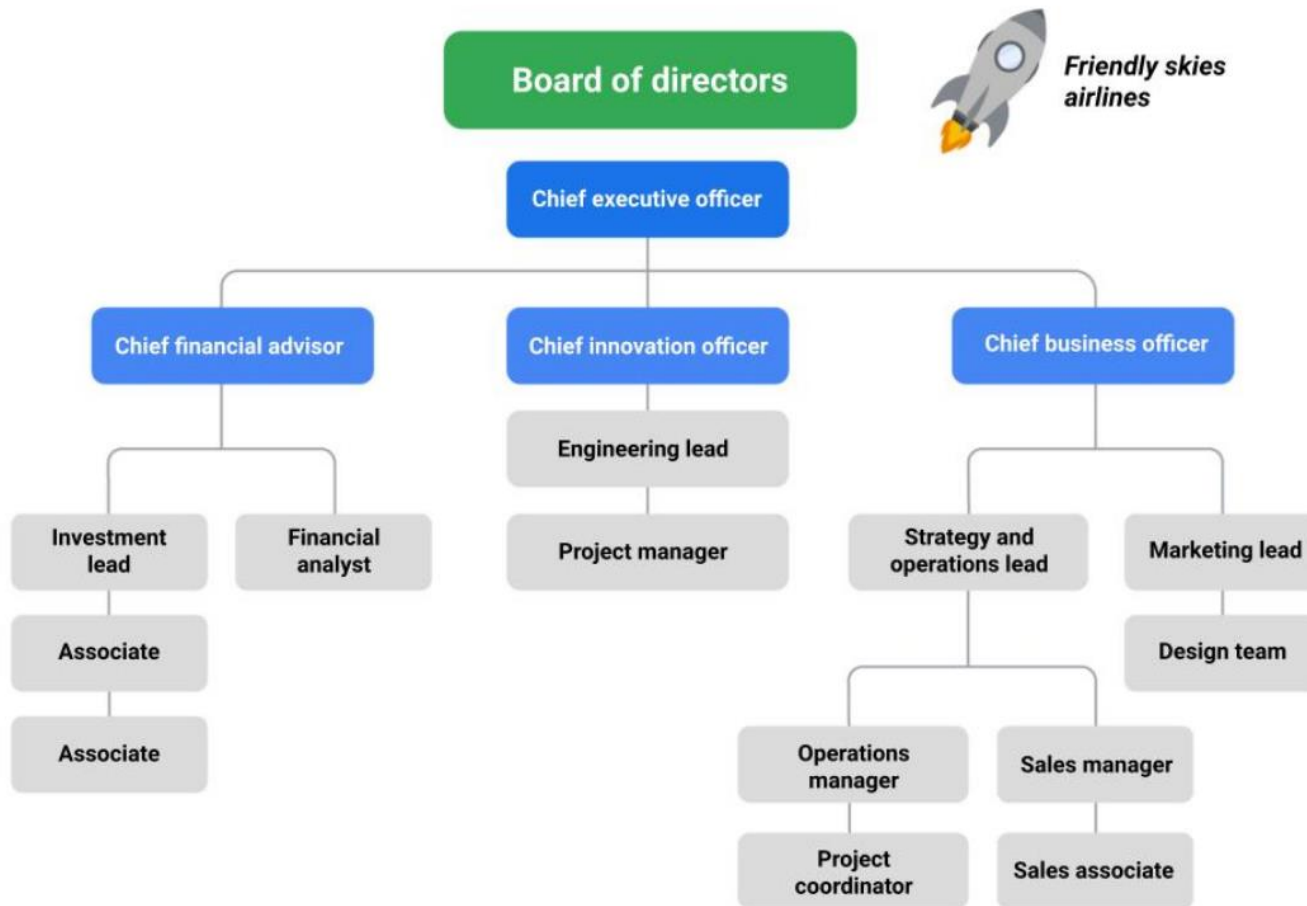 Board of directors
Friendly skies
airlines
Chief executive officer
Chief financial advisor
Chief innovation officer
Chief business officer
Engineering lead
Investment
lead
Financial
analyst
Project manager
Strategy and
operations lead
Marketing lead
Associate
Design team
Associate
Operations
manager
Sales manager
Project
coordinator
Sales associate